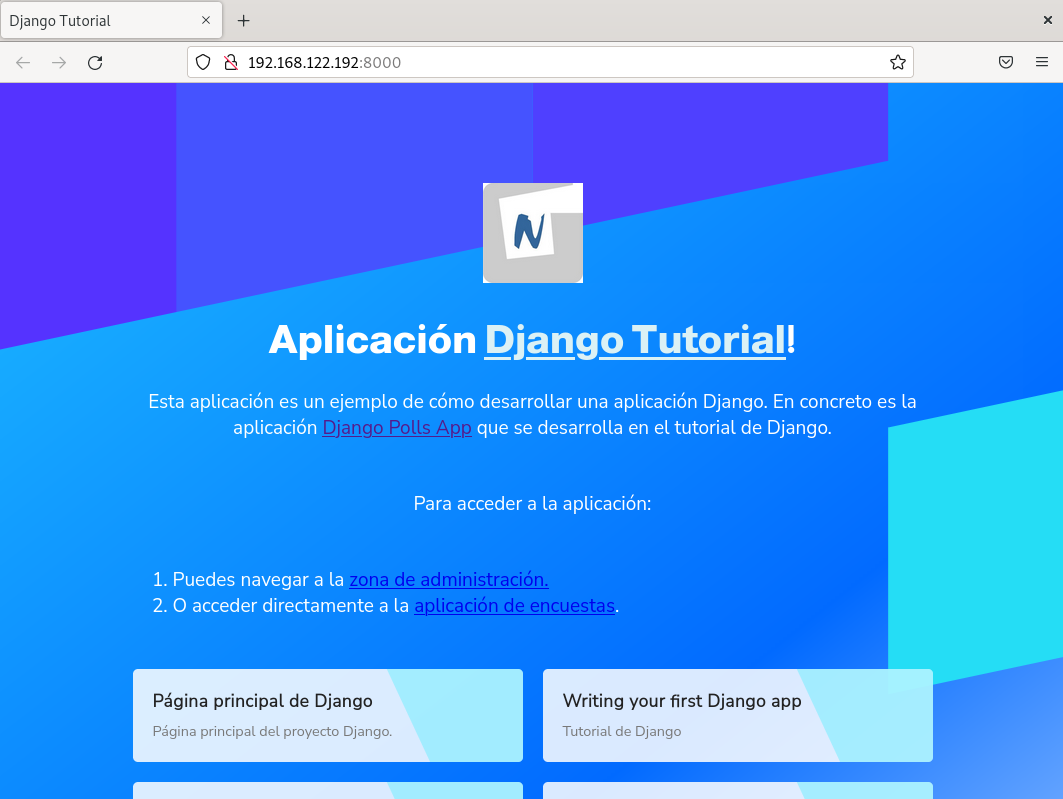 Django Tutorial
192.168.122.192:8000
N
Aplicación Django Tutorial!
Esta aplicación es un ejemplo de cómo desarrollar una aplicación Django. En concreto es la
aplicación Django Polls App que se desarrolla en el tutorial de Django.
Para acceder a la aplicación:
1. Puedes navegar a la zona de administración.
2. O acceder directamente a la aplicación de encuestas.
Página principal de Django
Página principal del proyecto Django.
Writing your first Django app
Tutorial de Django